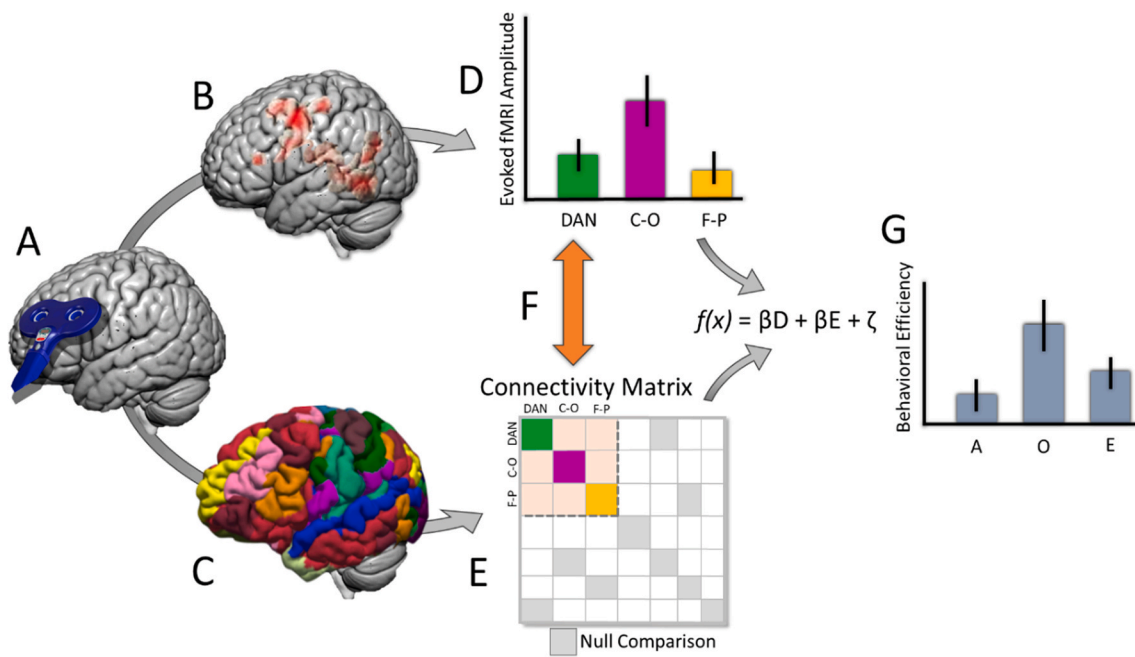 A
B
C
D
Evoked fMRI Amplitude
DAN C-O F-P
F
f(x) = βD + βE + ζ
G
Behavioral Efficiency
A O E
E
Connectivity Matrix
DAN C-O F-P
DAN
C-O
F-P
Null Comparison